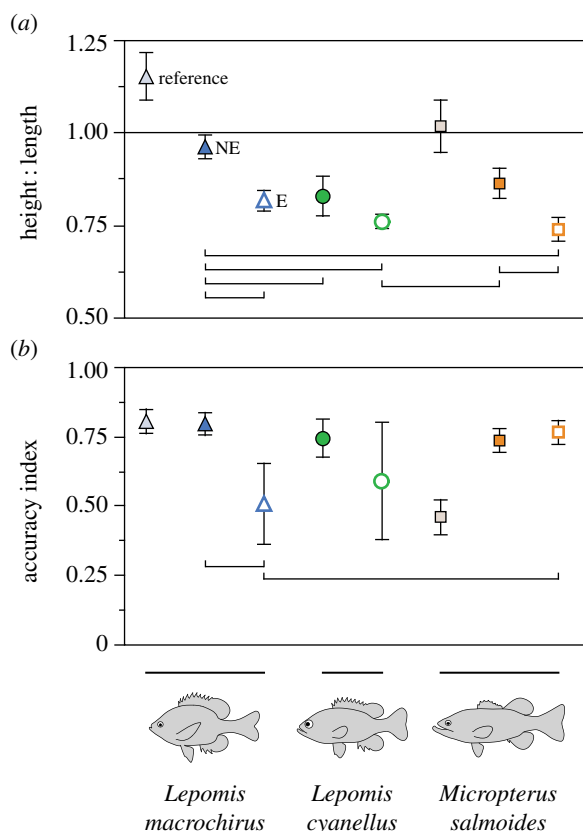 (a)
1.25
1.00
0.75
0.50
height : length
reference
NE
E
(b)
1.00
0.75
0.50
0.25
0
accuracy index
Lepomis
macrochirus
Lepomis
cyanellus
Micropterus
salmoides